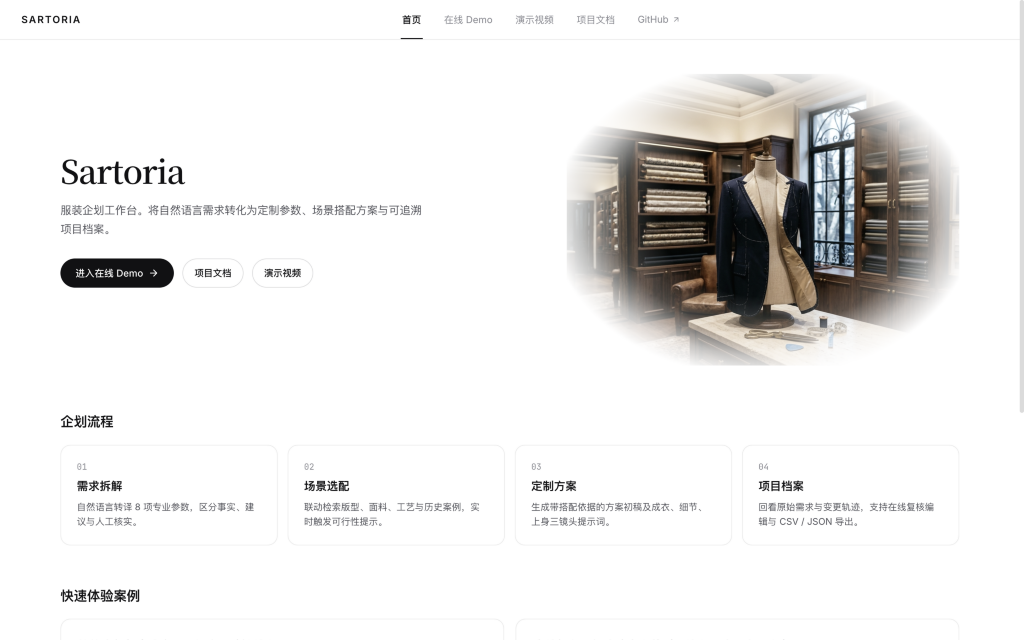 SARTORIA
首页
在线 Demo
演示视频
项目文档
GitHub ↗
Sartoria
服装企划工作台。将自然语言需求转化为定制参数、场景搭配方案与可追溯
项目档案。
进入在线 Demo →
项目文档
演示视频
企划流程
01
需求拆解
自然语言转译 8 项专业参数，区分事实、建
议与人工核实。
02
场景选配
联动检索版型、面料、工艺与历史案例，实
时触发可行性提示。
03
定制方案
生成带搭配依据的方案初稿及成衣、细节、
上身三镜头提示词。
04
项目档案
回看原始需求与变更轨迹，支持在线复核编
辑与 CSV / JSON 导出。
快速体验案例